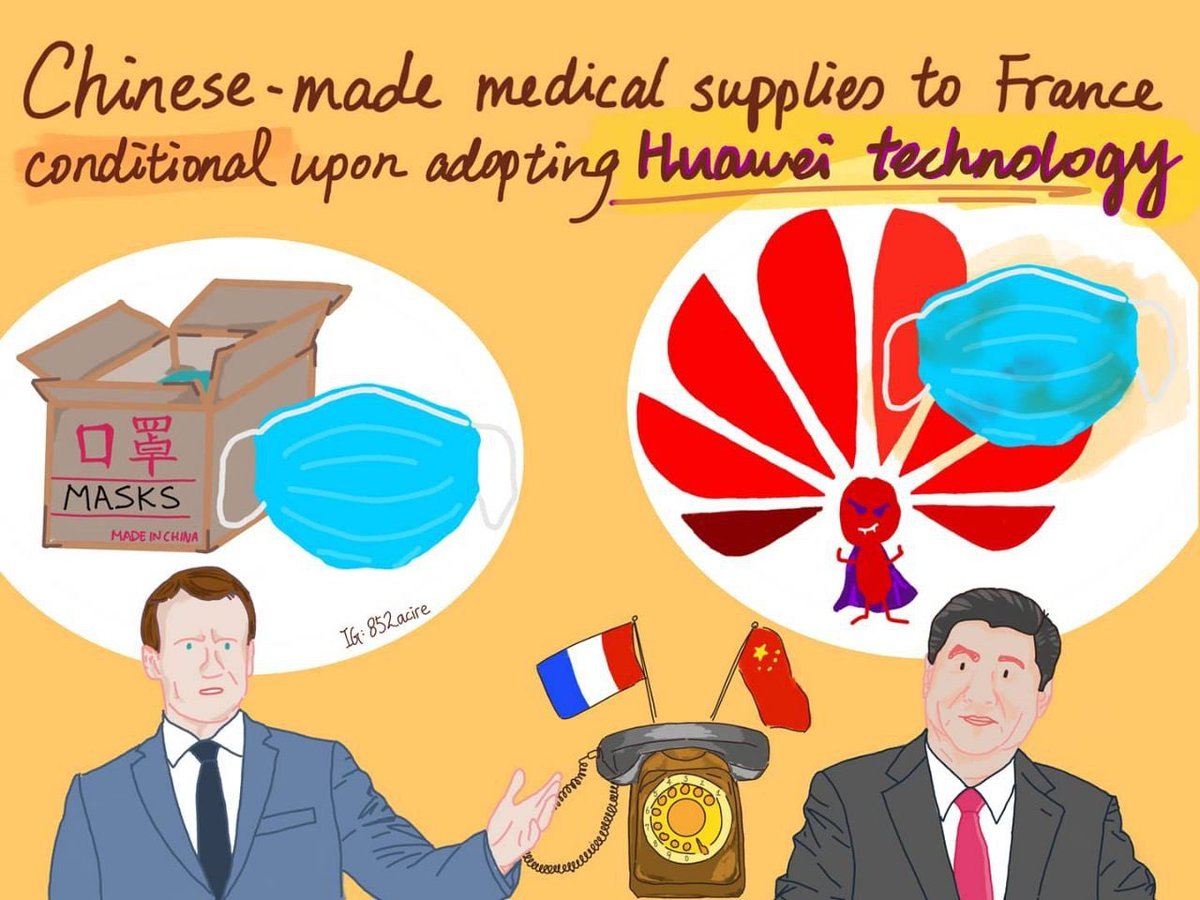 Chinese-made medical supplies to France
conditional upon adopting Huawei technology
口罩
MASKS
MADE IN CHINA
IG: 852acire